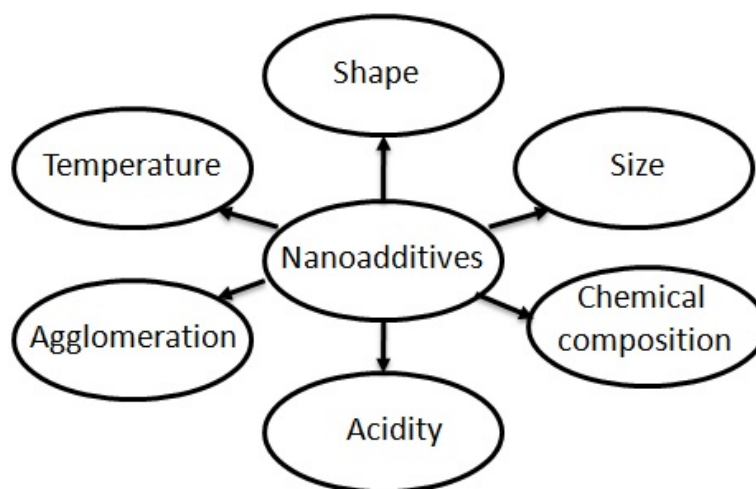 Shape
Temperature
Size
Nanoadditives
Agglomeration
Chemical
composition
Acidity